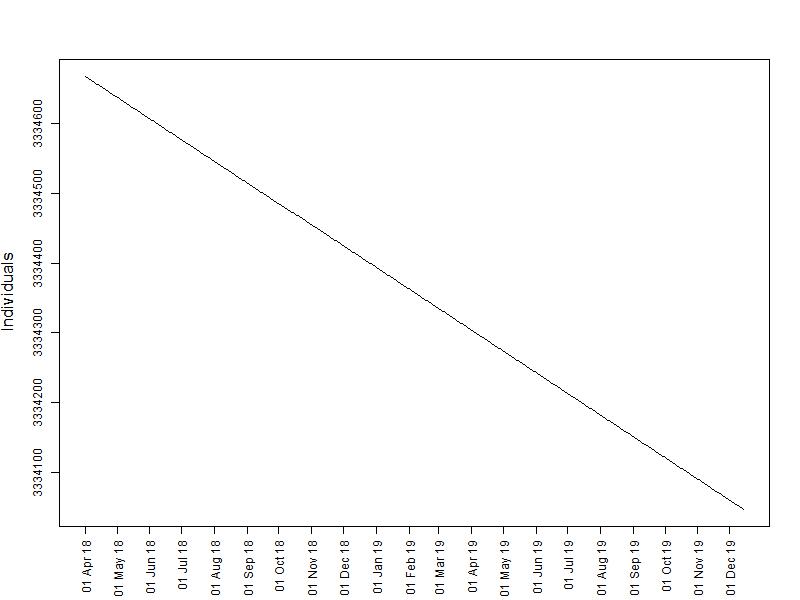 Individuals
3334600
3334500
3334400
3334300
3334200
3334100
01 Apr 18
01 May 18
01 Jun 18
01 Jul 18
01 Aug 18
01 Sep 18
01 Oct 18
01 Nov 18
01 Dec 18
01 Jan 19
01 Feb 19
01 Mar 19
01 Apr 19
01 May 19
01 Jun 19
01 Jul 19
01 Aug 19
01 Sep 19
01 Oct 19
01 Nov 19
01 Dec 19